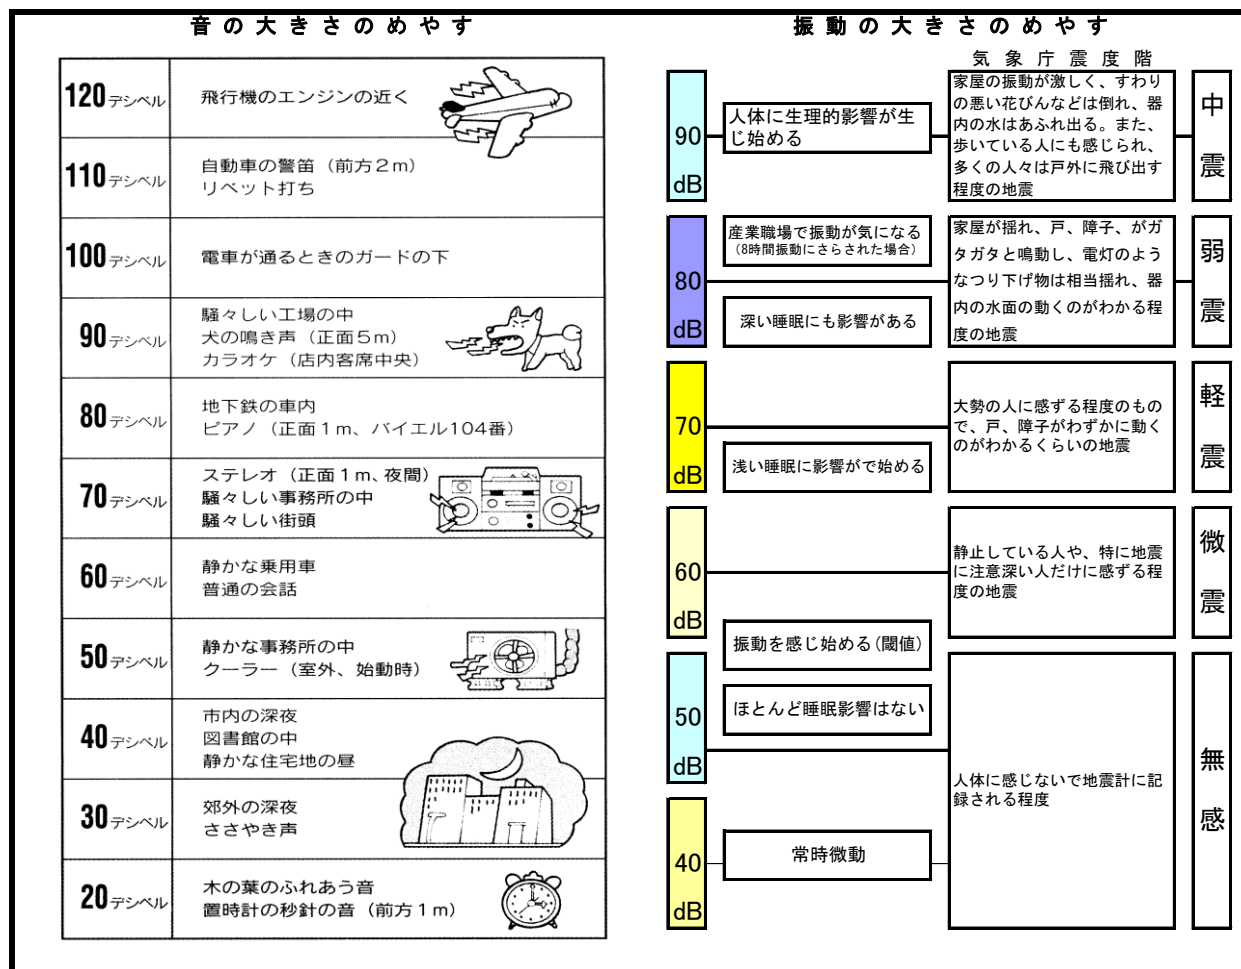 音の大きさのめやす
120デシベル
飛行機のエンジンの近く
110デシベル
自動車の警笛（前方2m）
リベット打ち
100デシベル
電車が通るときのガードの下
90デシベル
騒々しい工場の中
犬の鳴き声（正面5m）
カラオケ（店内客席中央）
80デシベル
地下鉄の車内
ピアノ（正面1m、バイエル104番）
70デシベル
ステレオ（正面1m、夜間）
騒々しい事務所の中
騒々しい街頭
60デシベル
静かな乗用車
普通の会話
50デシベル
静かな事務所の中
クーラー（室外、始動時）
40デシベル
市内の深夜
図書館の中
静かな住宅地の昼
30デシベル
郊外の深夜
ささやき声
20デシベル
木の葉のふれあう音
置時計の秒針の音（前方1m）
振動の大きさのめやす
気象庁震度階
90
dB
人体に生理的影響が生
じ始める
家屋の振動が激しく、すわり
の悪い花びんなどは倒れ、器
内の水はあふれ出る。また、
歩いている人にも感じられ、
多くの人々は戸外に飛び出す
程度の地震
中震
80
dB
産業職場で振動が気になる
（8時間振動にさらされた場合）
深い睡眠にも影響がある
家屋が揺れ、戸、障子、がガ
タガタと鳴動し、電灯のよう
なつり下げ物は相当揺れ、器
内の水面の動くのがわかる程
度の地震
弱震
70
dB
浅い睡眠に影響がで始める
大勢の人に感ずる程度のもの
で、戸、障子がわずかに動く
のがわかるくらいの地震
軽震
60
dB
静止している人や、特に地震
に注意深い人だけに感ずる程
度の地震
微震
振動を感じ始める(閾値)
50
dB
ほとんど睡眠影響はない
人体に感じないで地震計に記
録される程度
無感
40
dB
常時微動